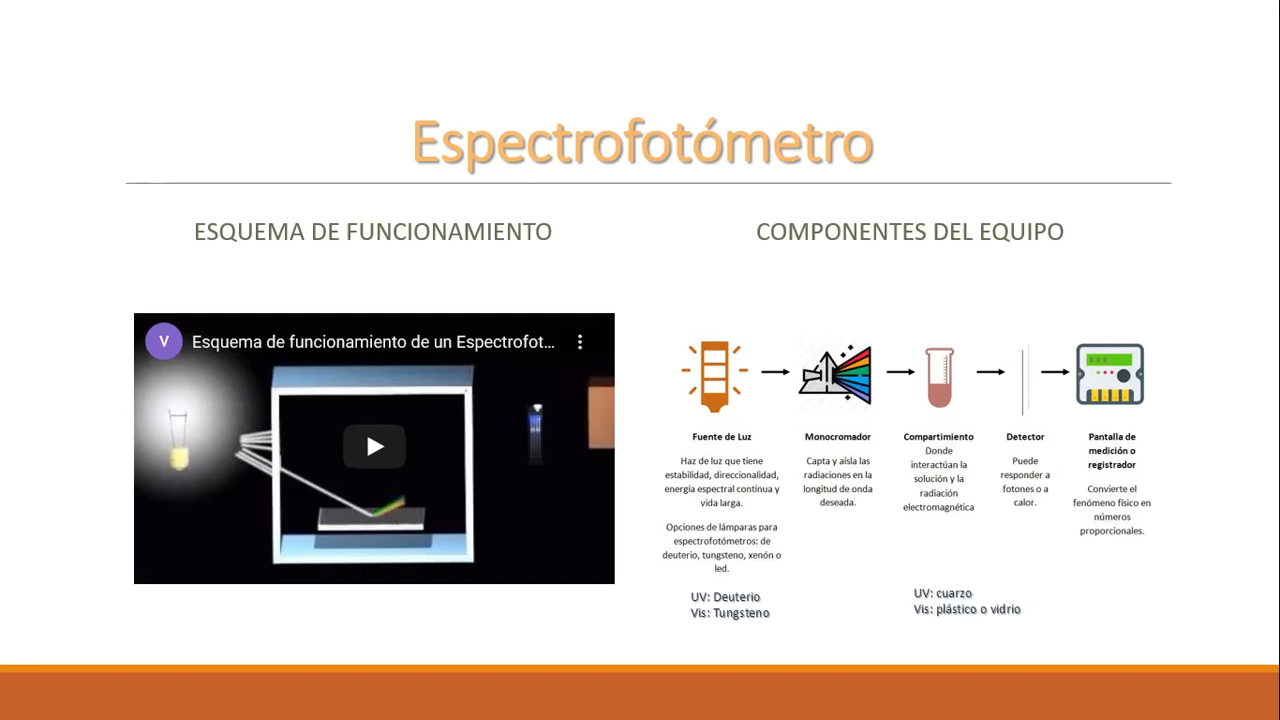 Espectrofotómetro
ESQUEMA DE FUNCIONAMIENTO
V
Esquema de funcionamiento de un Espectrofot...
COMPONENTES DEL EQUIPO
Fuente de Luz
Haz de luz que tiene
estabilidad, direccionalidad,
energía espectral contínua y
vida larga.
Opciones de lámparas para
espectrofotómetros: de
deuterio, tungsteno, xenón o
led.
UV: Deuterio
Vis: Tungsteno
Monocromador
Capta y aísla las
radiaciones en la
longitud de onda
deseada.
Compartimiento
Donde
interactúan la
solución y la
radiación
electromagnética
UV: cuarzo
Vis: plástico o vidrio
Detector
Puede
responder a
fotones o a
calor.
Pantalla de
medición o
registrador
Convierte el
fenómeno físico en
números
proporcionales.